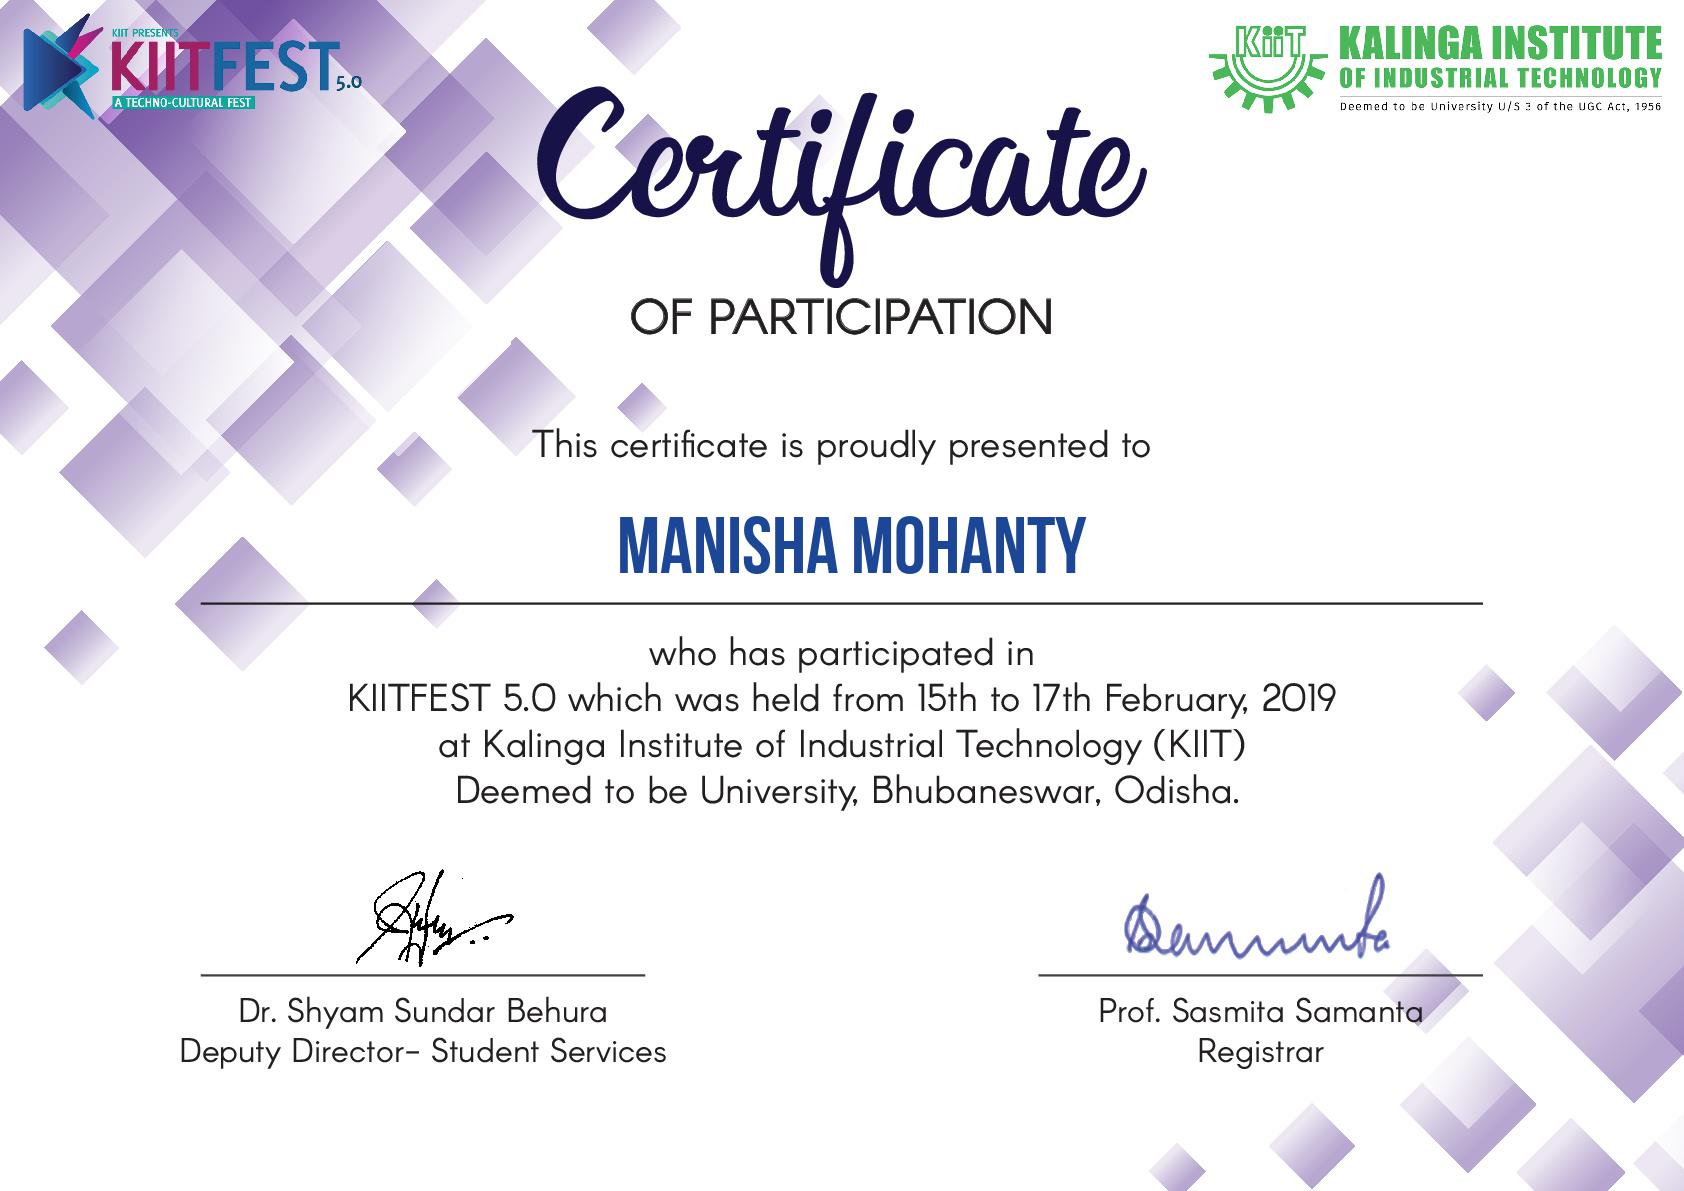 KIIT PRESENTS
KIITFEST 5.0
A TECHNO-CULTURAL FEST
KiiT
KALINGA INSTITUTE
OF INDUSTRIAL TECHNOLOGY
Deemed to be University U/S 3 of the UGC Act, 1956
Certificate
OF PARTICIPATION
This certificate is proudly presented to
MANISHA MOHANTY
who has participated in
KIITFEST 5.0 which was held from 15th to 17th February, 2019
at Kalinga Institute of Industrial Technology (KIIT)
Deemed to be University, Bhubaneswar, Odisha.
Dr. Shyam Sundar Behura
Deputy Director- Student Services
Prof. Sasmita Samanta
Registrar